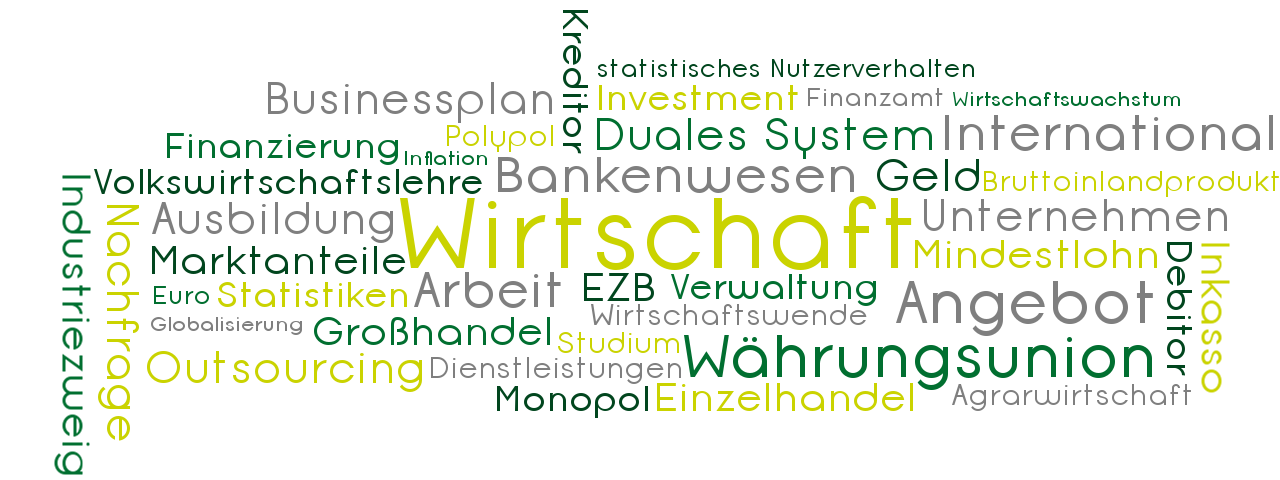 Kreditor
statistisches Nutzerverhalten
Businessplan
Investment
Finanzamt
Wirtschaftswachstum
Polypol
Duales System
International
Finanzierung
Inflation
Bankenwesen
Geld
Bruttoinlandprodukt
Volkswirtschaftslehre
Industriezweig
Nachfrage
Ausbildung
Wirtschaft
Unternehmen
Marktanteile
Mindestlohn
Debitor
Inkasso
Euro
Statistiken
Arbeit
EZB
Verwaltung
Angebot
Globalisierung
Großhandel
Wirtschaftswende
Studium
Währungsunion
Outsourcing
Dienstleistungen
Monopol
Einzelhandel
Agrarwirtschaft